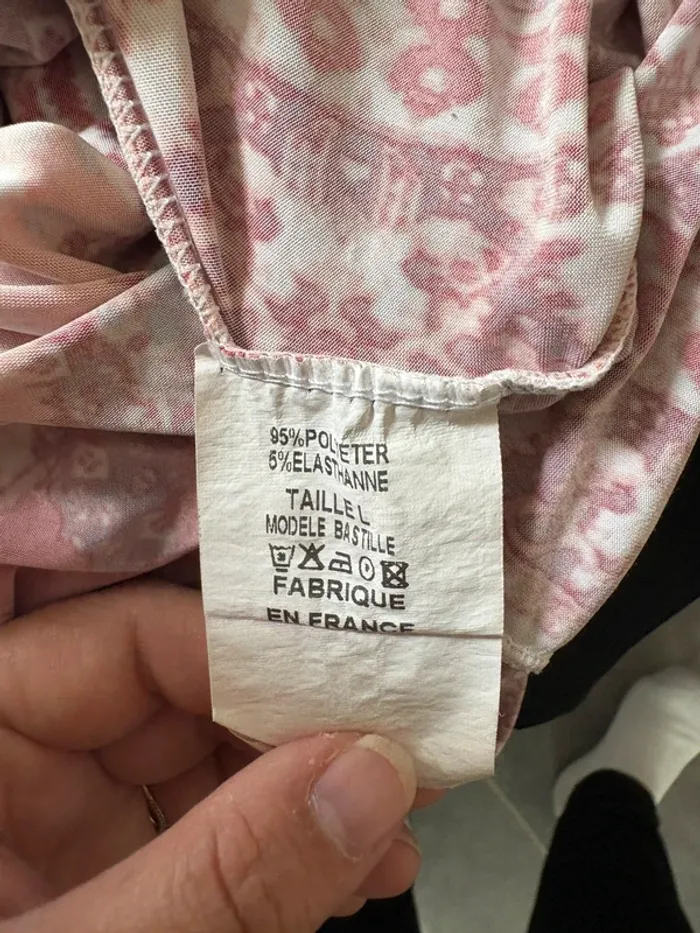 95%POLYETER
5%ELASTHANNE
TAILLE L
MODELE BASTILLE
FABRIQUE
EN FRANCE